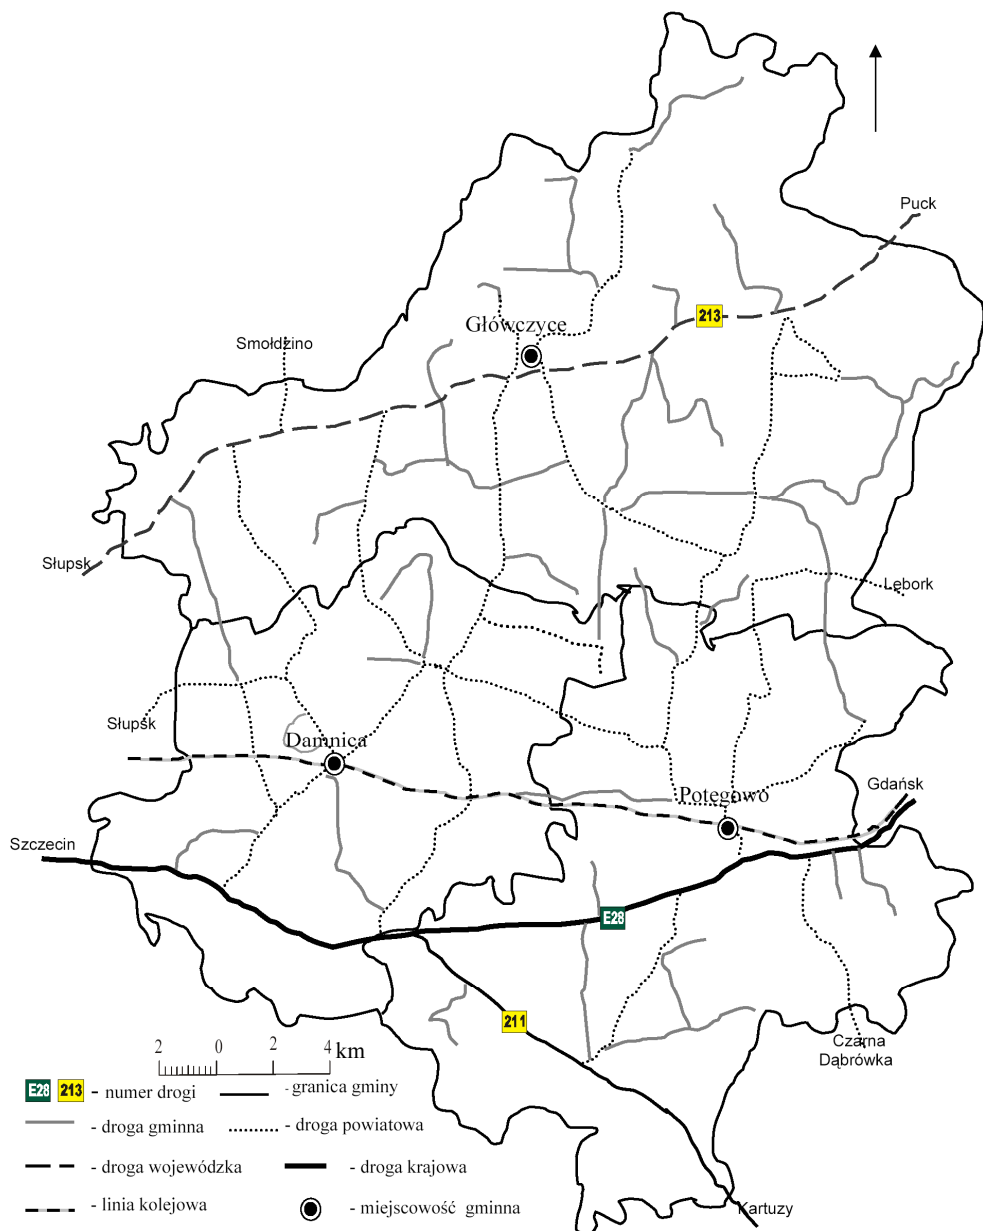 Puck
213
Główczyce
Smołdzino
Słupsk
Lębork
Słupsk
Damnica
Gdańsk
Potęgowo
Szczecin
E28
211
Czarna
Dąbrówka
2 0 2 4 km
E28 213 - numer drogi - granica gminy
- droga gminna - droga powiatowa
- droga wojewódzka - droga krajowa
- linia kolejowa - miejscowość gminna
Kartuzy